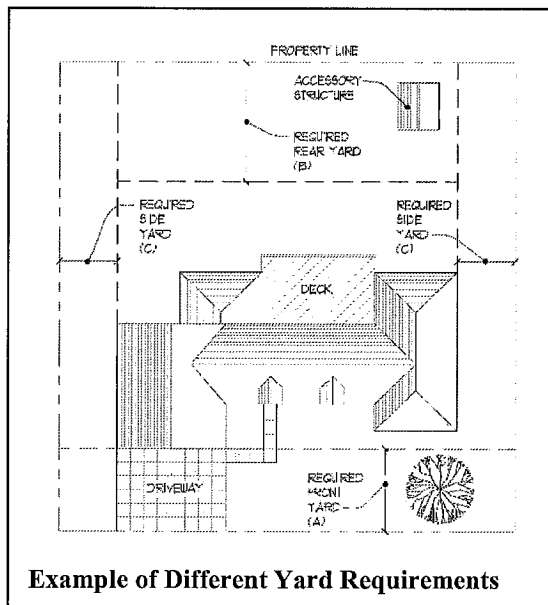 PROPERTY LINE
ACCESSORY
STRUCTURE
REQUIRED
REAR YARD
(B)
REQUIRED
SIDE
YARD
(C)
REQUIRED
SIDE
YARD
(C)
DECK
DRIVEWAY
REQUIRED
FRONT
YARD
(A)
Example of Different Yard Requirements